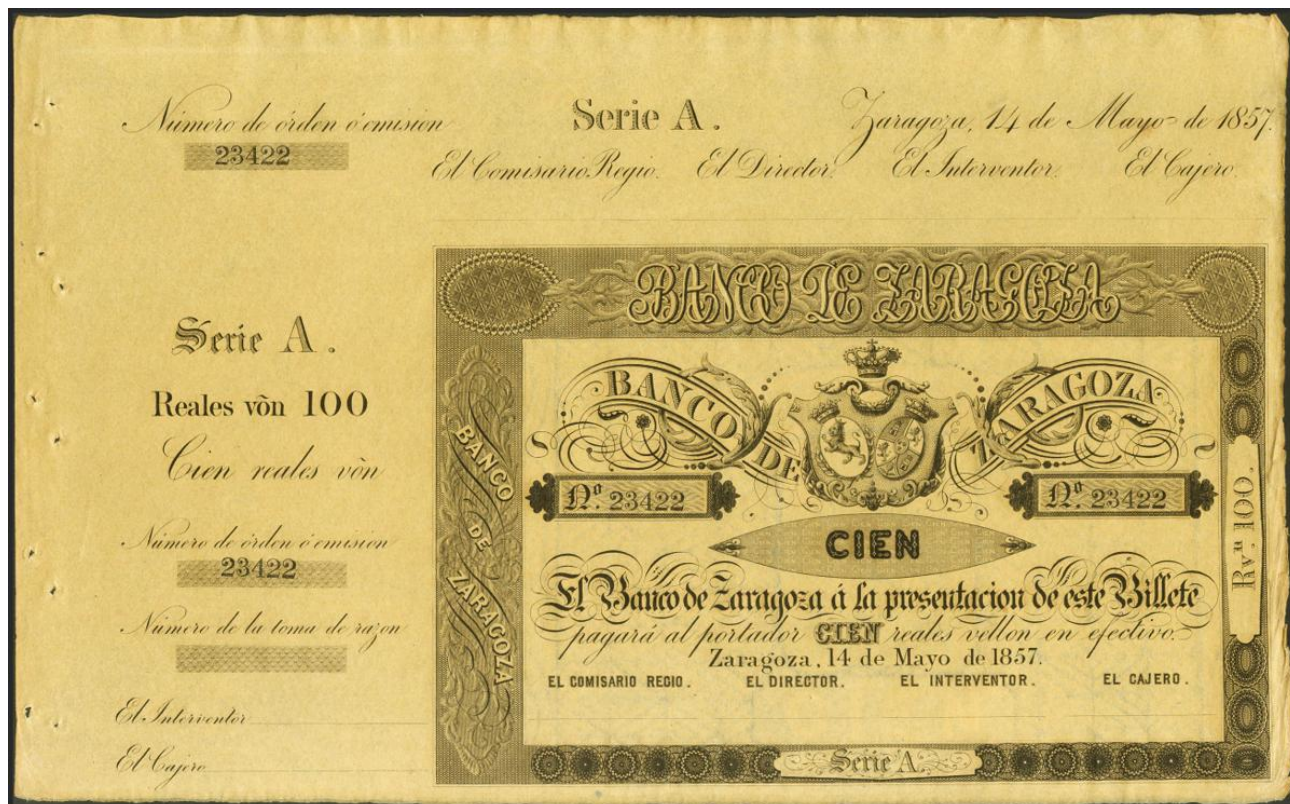 Número de órden ó emision
23422
Serie A.
Zaragoza, 14 de Mayo de 1857.
El Comisario Regio. El Director. El Interventor. El Cajero.
Serie A.
Reales vòn 100
Cien reales vòn
Número de órden ó emision
23422
Número de la toma de razon
El Interventor
El Cajero
BANCO DE ZARAGOZA
BANCO DE ZARAGOZA
BANCO DE ZARAGOZA
Nº. 23422
Nº. 23422
CIEN
El Banco de Zaragoza á la presentacion de este Billete
pagará al portador CIEN reales vellon en efectivo.
Zaragoza, 14 de Mayo de 1857.
EL COMISARIO REGIO. EL DIRECTOR. EL INTERVENTOR. EL CAJERO.
Rvⁿ. 100.
Serie A.